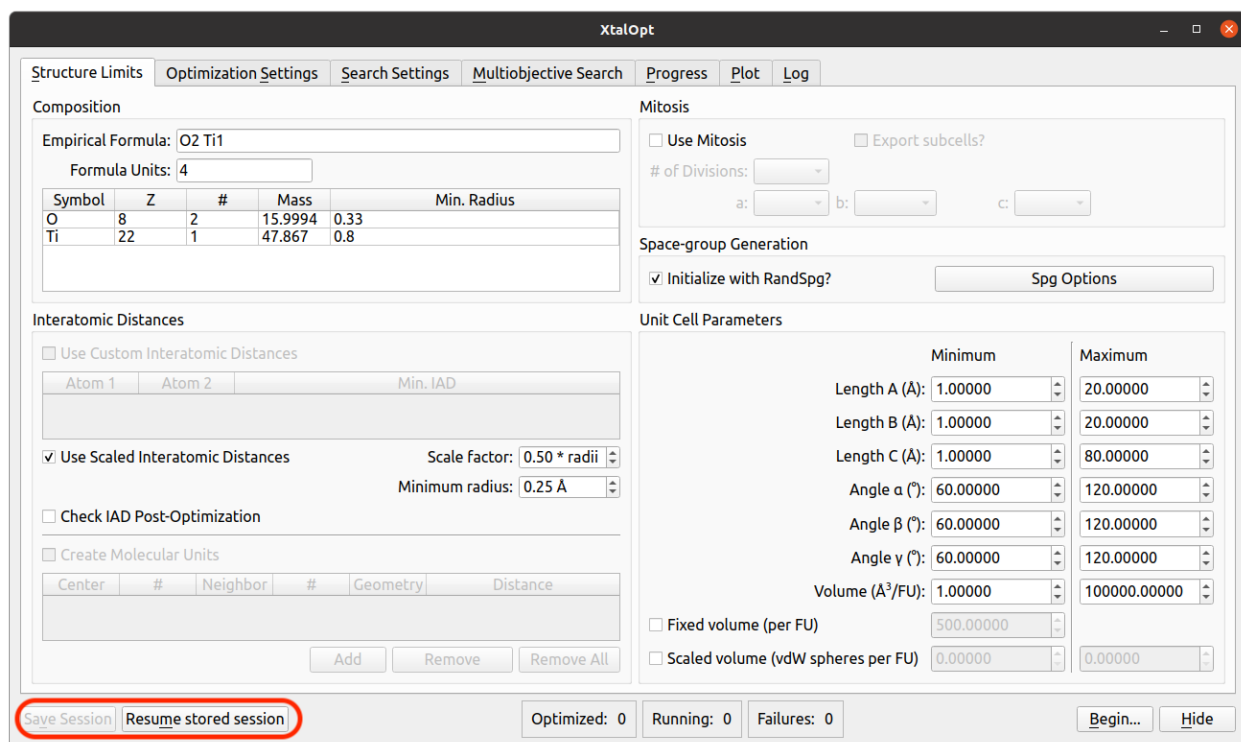 XtalOpt
Structure Limits Optimization Settings Search Settings Multiobjective Search Progress Plot Log
Composition
Empirical Formula: O2 Ti1
Formula Units: 4
Symbol Z # Mass Min. Radius
O 8 2 15.9994 0.33
Ti 22 1 47.867 0.8
Interatomic Distances
Use Custom Interatomic Distances
Atom 1 Atom 2 Min. IAD
Use Scaled Interatomic Distances Scale factor: 0.50 * radii
Minimum radius: 0.25 Å
Check IAD Post-Optimization
Create Molecular Units
Center # Neighbor # Geometry Distance
Add Remove Remove All
Mitosis
Use Mitosis Export subcells?
# of Divisions:
a: b: c:
Space-group Generation
Initialize with RandSpg? Spg Options
Unit Cell Parameters
Minimum Maximum
Length A (Å): 1.00000 20.00000
Length B (Å): 1.00000 20.00000
Length C (Å): 1.00000 80.00000
Angle α (°): 60.00000 120.00000
Angle β (°): 60.00000 120.00000
Angle γ (°): 60.00000 120.00000
Volume (Å³/FU): 1.00000 100000.00000
Fixed volume (per FU) 500.00000
Scaled volume (vdW spheres per FU) 0.00000 0.00000
Save Session Resume stored session Optimized: 0 Running: 0 Failures: 0 Begin... Hide